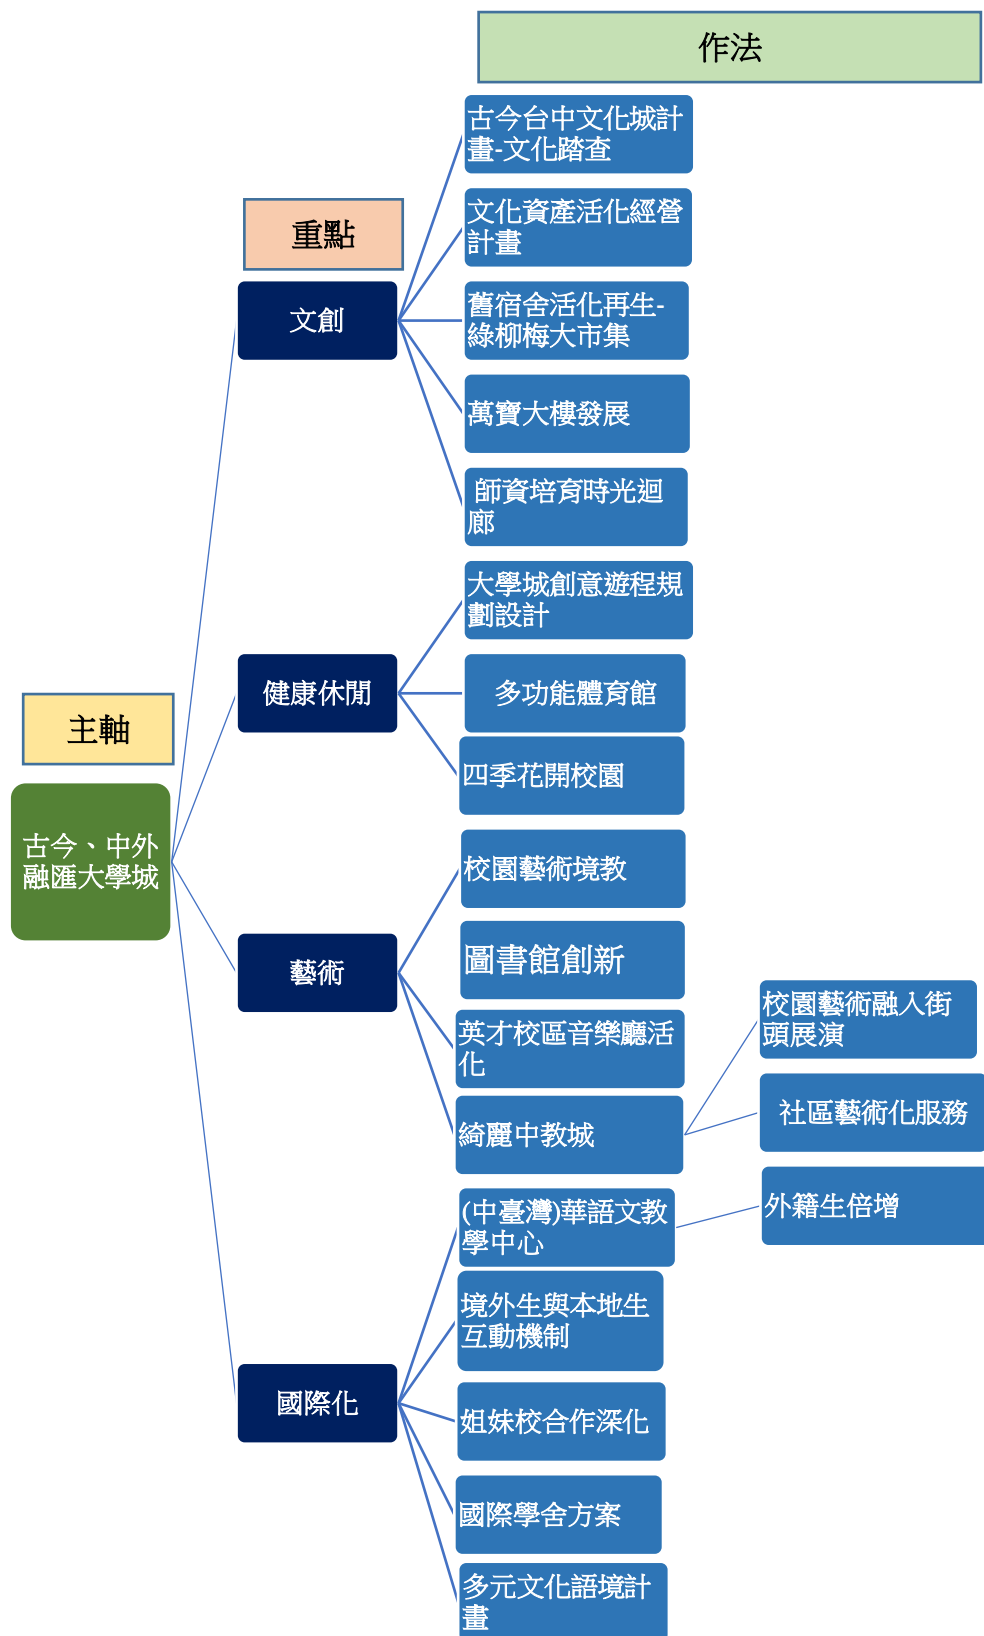 作法
古今台中文化城計
畫-文化踏查
重點
文化資產活化經營
計畫
文創
舊宿舍活化再生-
綠柳梅大市集
萬寶大樓發展
師資培育時光迴
廊
大學城創意遊程規
劃設計
健康休閒
多功能體育館
主軸
四季花開校園
古今、中外
融匯大學城
校園藝術境教
藝術
圖書館創新
英才校區音樂廳活
化
綺麗中教城
校園藝術融入街
頭展演
社區藝術化服務
(中臺灣)華語文教
學中心
外籍生倍增
境外生與本地生
互動機制
國際化
姐妹校合作深化
國際學舍方案
多元文化語境計
畫